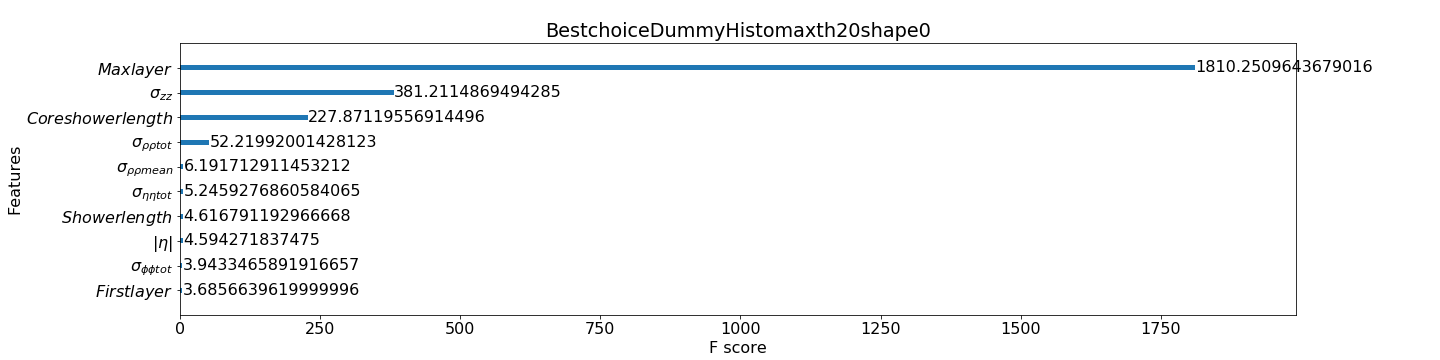 BestchoiceDummyHistomaxth20shape0
Features
Maxlayer 1810.2509643679016
σzz 381.2114869494285
Coreshowerlength 227.87119556914496
σρρtot 52.21992001428123
σρρmean 6.191712911453212
σηηtot 5.2459276860584065
Showerlength 4.616791192966668
|η| 4.594271837475
σϕϕtot 3.9433465891916657
Firstlayer 3.6856639619999996
0 250 500 750 1000 1250 1500 1750
F score